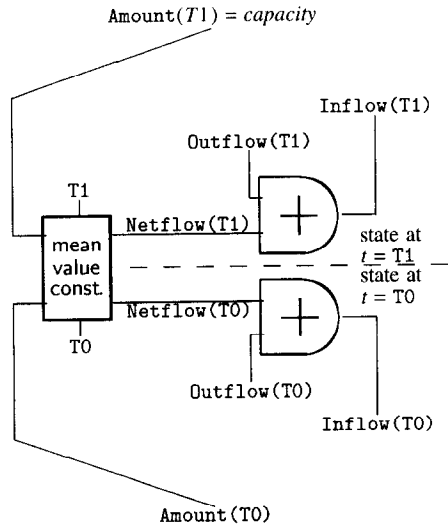 Amount(T1) = capacity
Inflow(T1)
Outflow(T1)
T1
Netflow(T1)
+
mean
value
const.
state at
t = T1
state at
t = T0
Netflow(T0)
+
T0
Outflow(T0)
Inflow(T0)
Amount(T0)